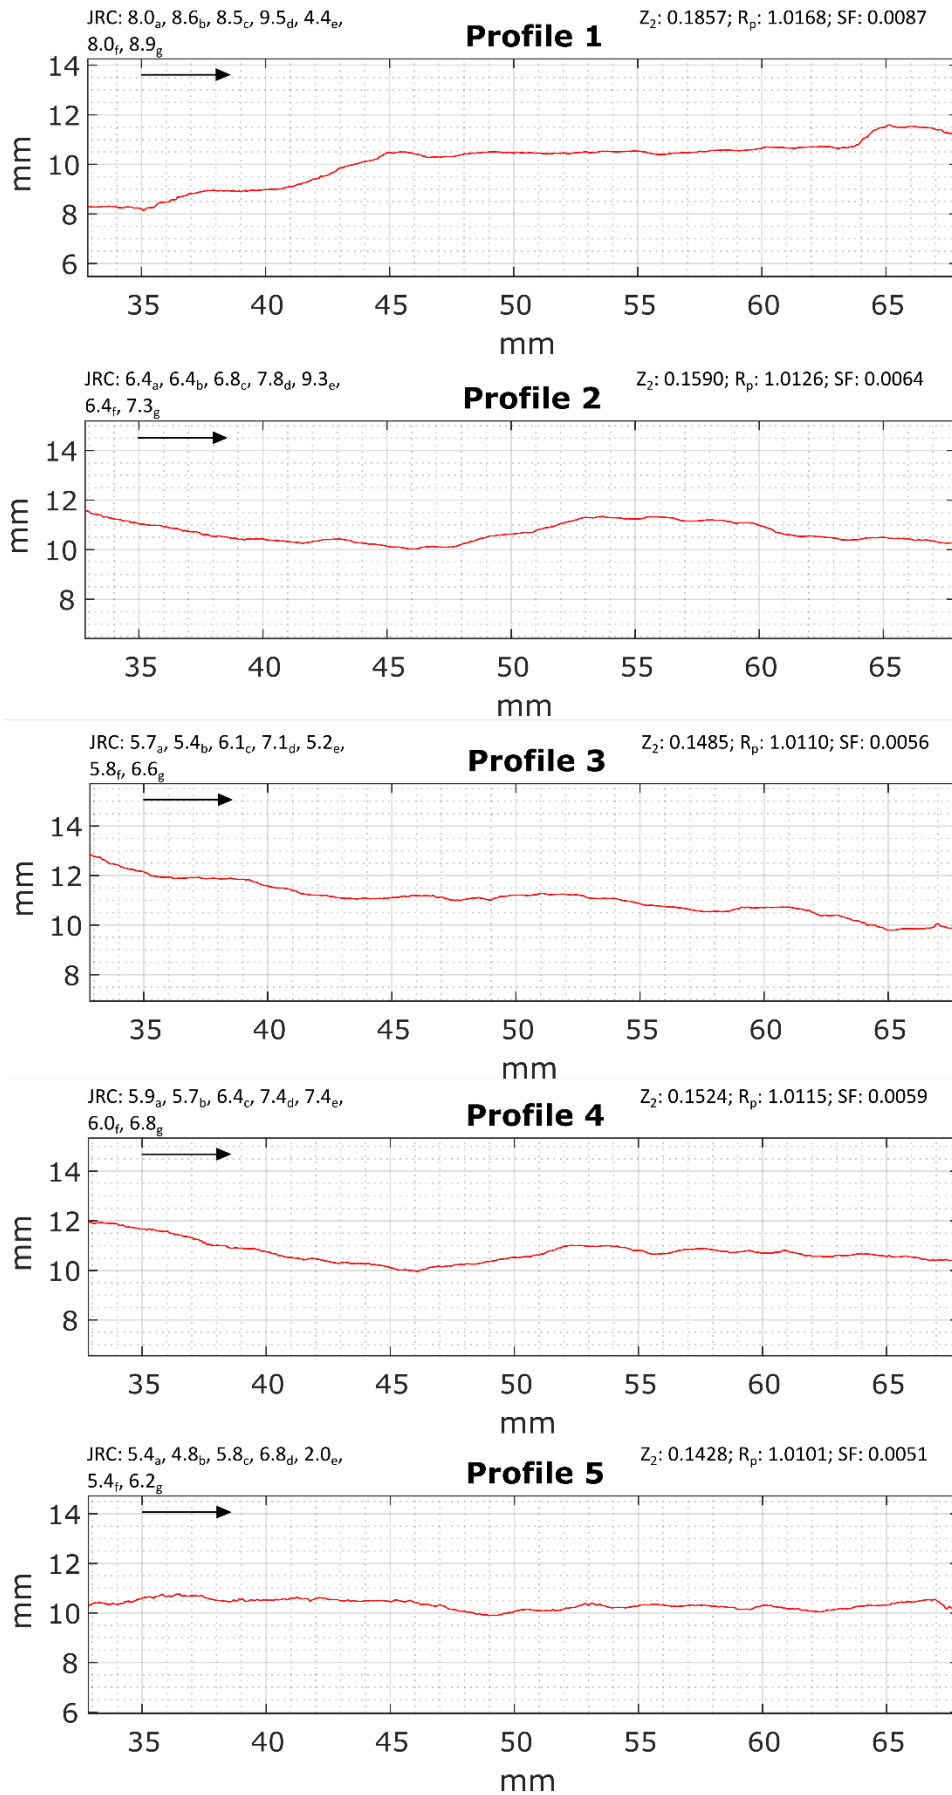 JRC: 8.0a, 8.6b, 8.5c, 9.5d, 4.4e,
8.0f, 8.9g
Profile 1
Z2: 0.1857; Rp: 1.0168; SF: 0.0087
14
12
10
8
6
mm
35 40 45 50 55 60 65
mm
JRC: 6.4a, 6.4b, 6.8c, 7.8d, 9.3e,
6.4f, 7.3g
Profile 2
Z2: 0.1590; Rp: 1.0126; SF: 0.0064
14
12
10
8
mm
35 40 45 50 55 60 65
mm
JRC: 5.7a, 5.4b, 6.1c, 7.1d, 5.2e,
5.8f, 6.6g
Profile 3
Z2: 0.1485; Rp: 1.0110; SF: 0.0056
14
12
10
8
mm
35 40 45 50 55 60 65
mm
JRC: 5.9a, 5.7b, 6.4c, 7.4d, 7.4e,
6.0f, 6.8g
Profile 4
Z2: 0.1524; Rp: 1.0115; SF: 0.0059
14
12
10
8
mm
35 40 45 50 55 60 65
mm
JRC: 5.4a, 4.8b, 5.8c, 6.8d, 2.0e,
5.4f, 6.2g
Profile 5
Z2: 0.1428; Rp: 1.0101; SF: 0.0051
14
12
10
8
6
mm
35 40 45 50 55 60 65
mm